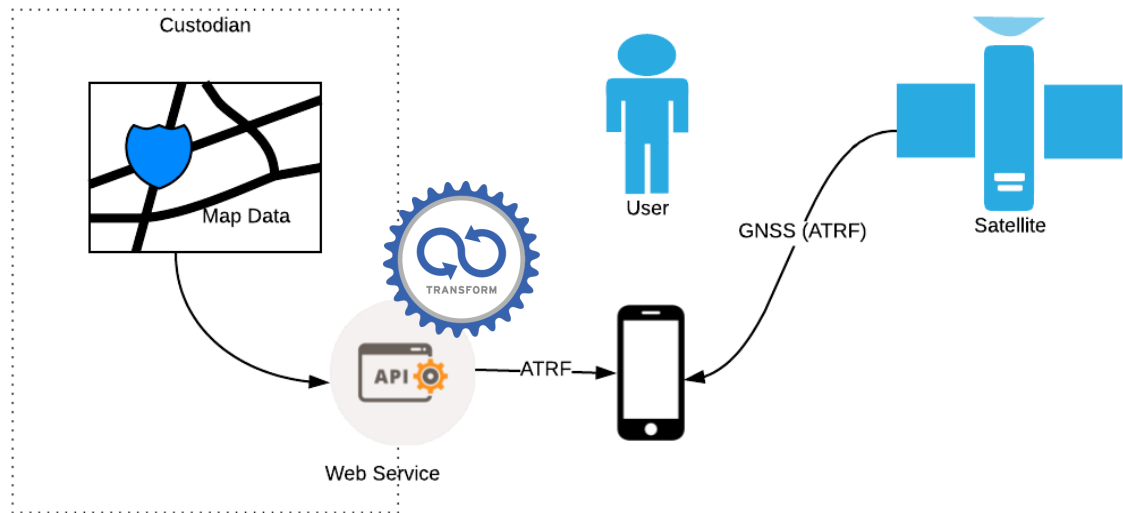 Custodian
Map Data
User
Satellite
GNSS (ATRF)
TRANSFORM
API
ATRF
Web Service